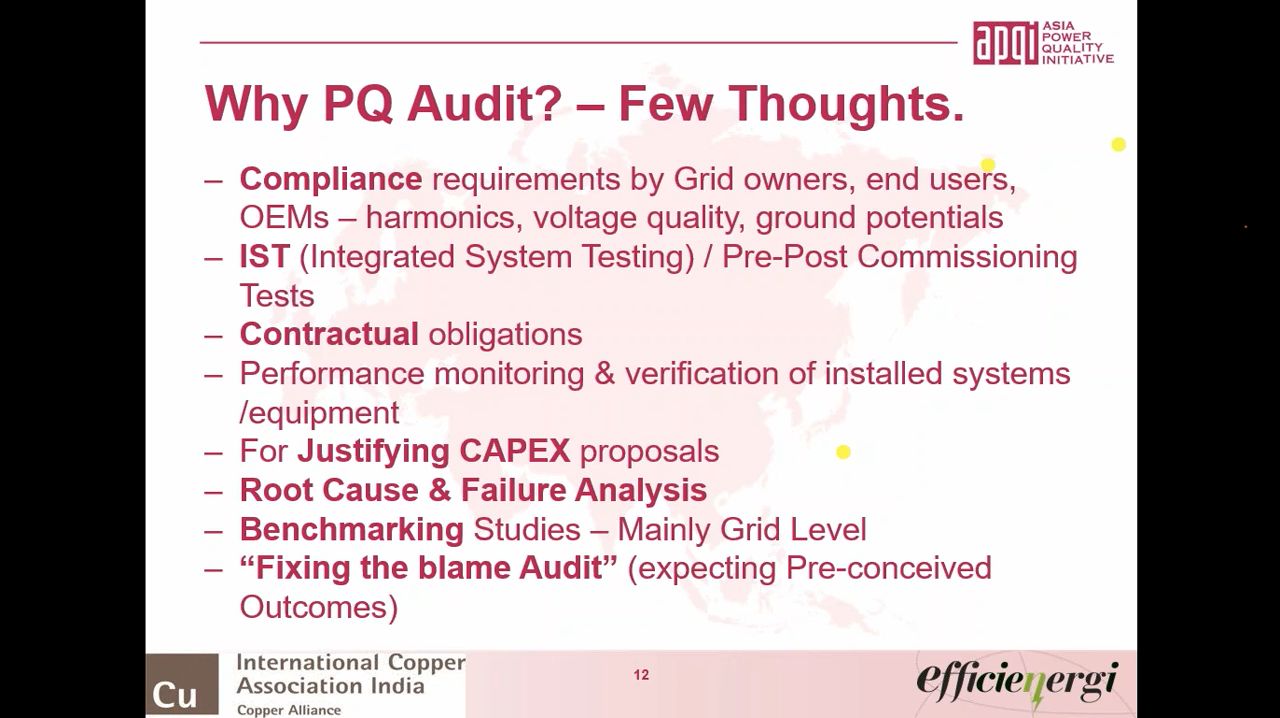 apqi ASIA
POWER
QUALITY
INITIATIVE
Why PQ Audit? – Few Thoughts.
– Compliance requirements by Grid owners, end users,
OEMs – harmonics, voltage quality, ground potentials
– IST (Integrated System Testing) / Pre-Post Commissioning
Tests
– Contractual obligations
– Performance monitoring & verification of installed systems
/equipment
– For Justifying CAPEX proposals
– Root Cause & Failure Analysis
– Benchmarking Studies – Mainly Grid Level
– “Fixing the blame Audit” (expecting Pre-conceived
Outcomes)
Cu
International Copper
Association India
Copper Alliance
12
efficienergi